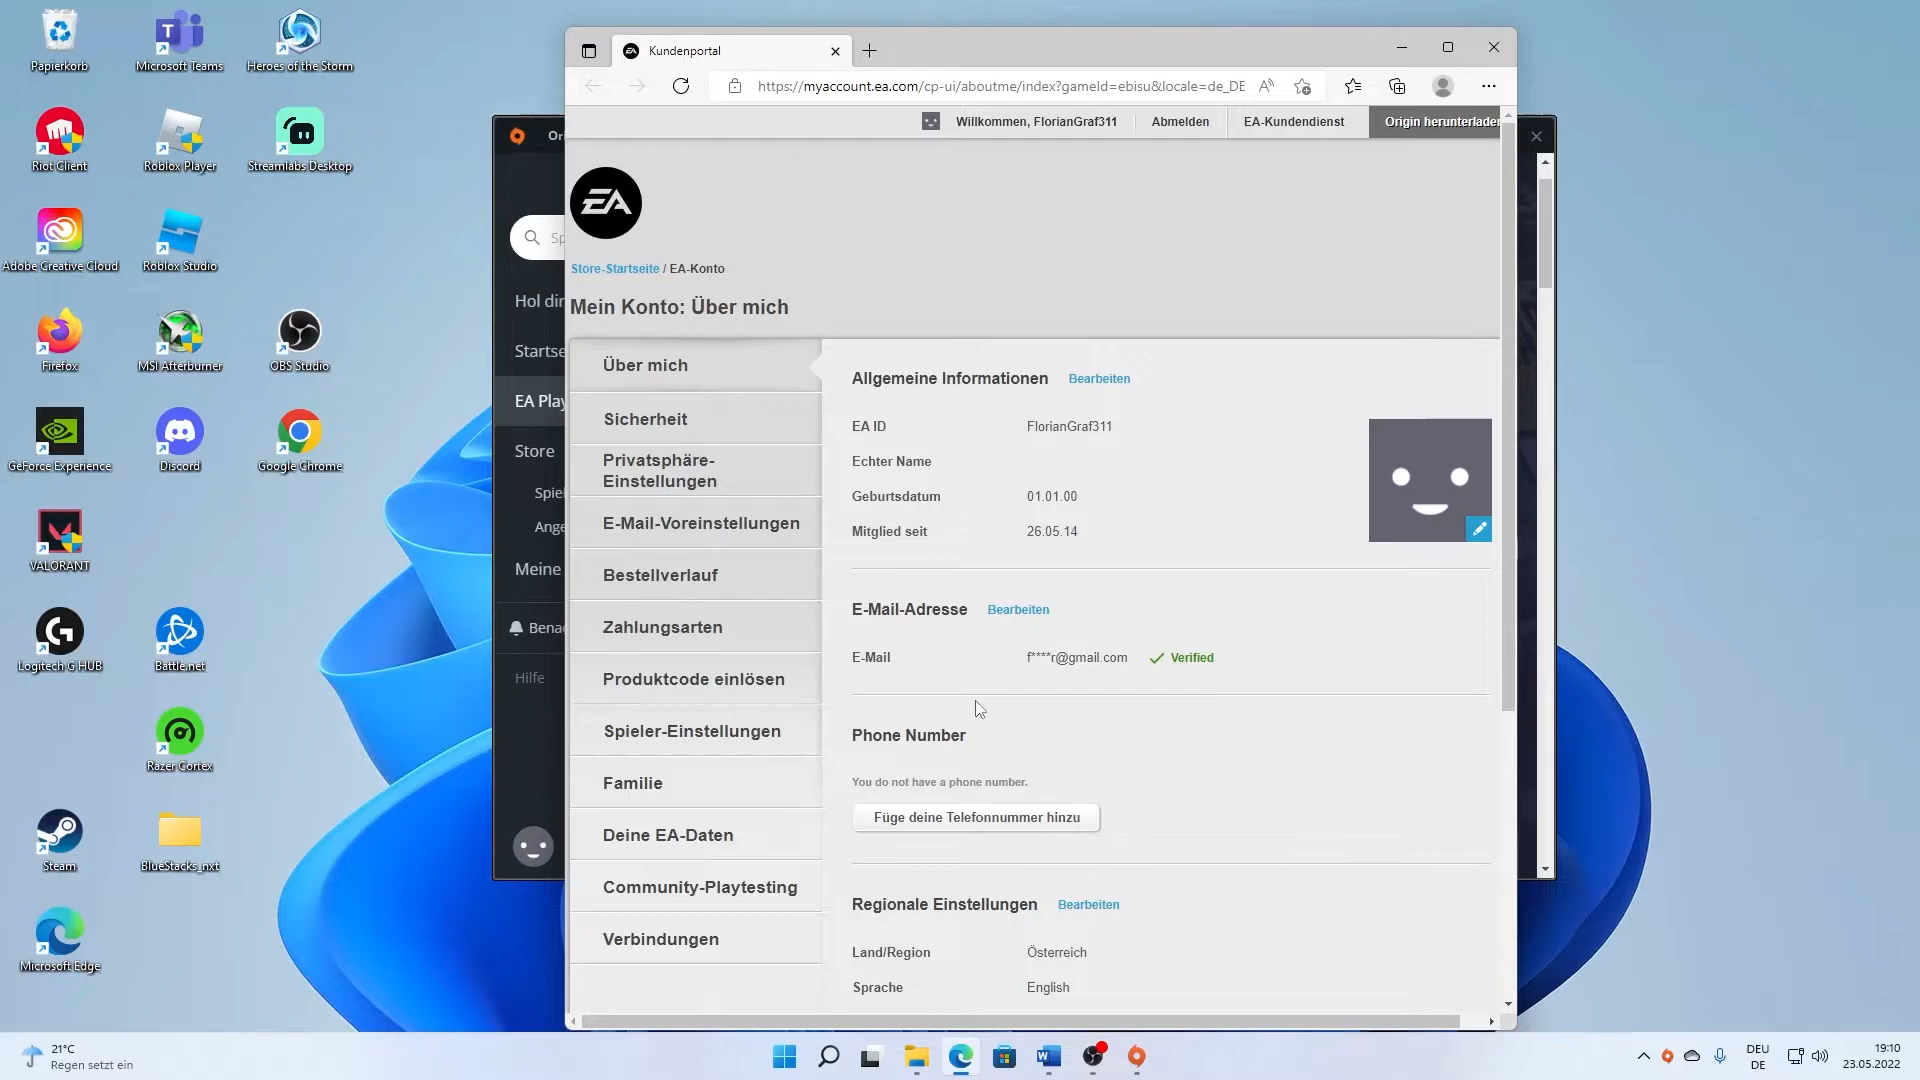 Papierkorb
Microsoft Teams
Heroes of the Storm
Riot Client
Roblox Player
Streamlabs Desktop
Adobe Creative Cloud
Roblox Studio
Firefox
MSI Afterburner
OBS Studio
GeForce Experience
Discord
Google Chrome
VALORANT
Logitech G HUB
Battle.net
Razer Cortex
Steam
BlueStacks_nxt
Microsoft Edge
Ori
Sp
Hol dir
Startse
EA Play
Store
Spiel
Ange
Meine
Bena
Hilfe
Kundenportal
https://myaccount.ea.com/cp-ui/aboutme/index?gameId=ebisu&locale=de_DE
Willkommen, FlorianGraf311
Abmelden
EA-Kundendienst
Origin herunterladen
EA
Store-Startseite / EA-Konto
Mein Konto: Über mich
Über mich
Sicherheit
Privatsphäre-
Einstellungen
E-Mail-Voreinstellungen
Bestellverlauf
Zahlungsarten
Produktcode einlösen
Spieler-Einstellungen
Familie
Deine EA-Daten
Community-Playtesting
Verbindungen
Allgemeine Informationen Bearbeiten
EA ID FlorianGraf311
Echter Name
Geburtsdatum 01.01.00
Mitglied seit 26.05.14
E-Mail-Adresse Bearbeiten
E-Mail f****r@gmail.com Verified
Phone Number
You do not have a phone number.
Füge deine Telefonnummer hinzu
Regionale Einstellungen Bearbeiten
Land/Region Österreich
Sprache English
21°C
Regen setzt ein
DEU
DE
19:10
23.05.2022